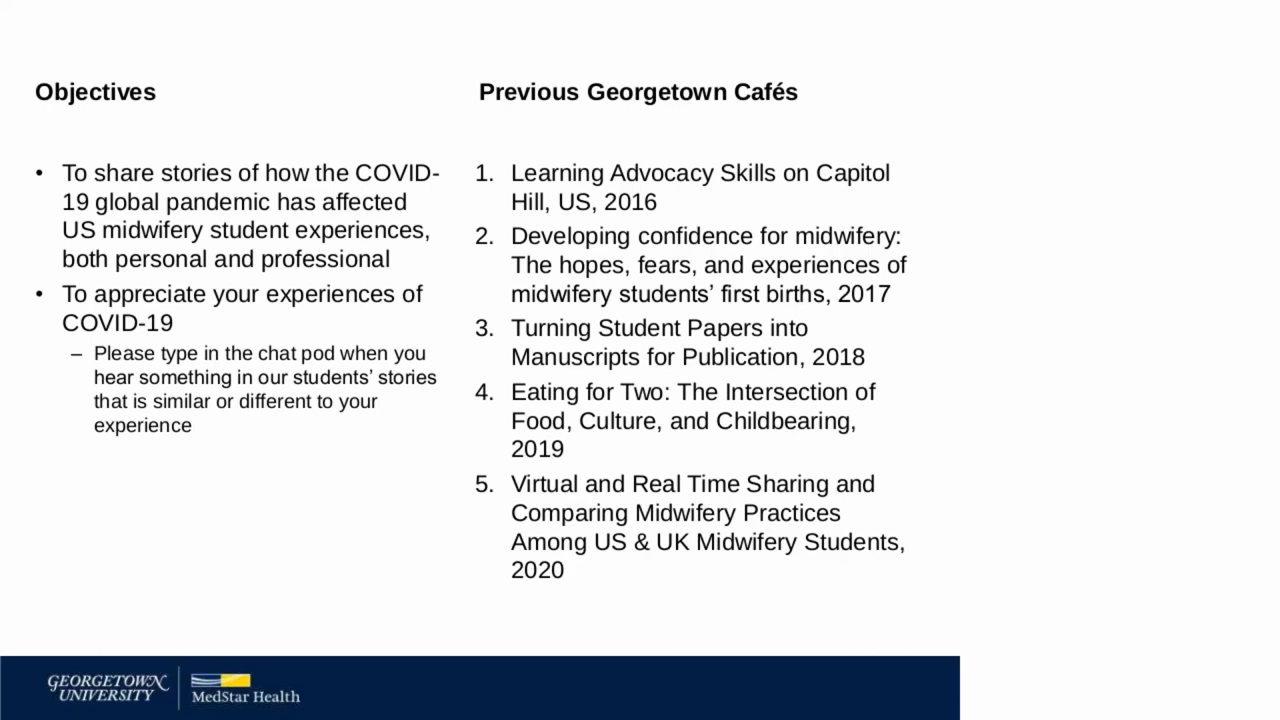 Objectives
• To share stories of how the COVID-
19 global pandemic has affected
US midwifery student experiences,
both personal and professional
• To appreciate your experiences of
COVID-19
– Please type in the chat pod when you
hear something in our students’ stories
that is similar or different to your
experience
Previous Georgetown Cafés
1. Learning Advocacy Skills on Capitol
Hill, US, 2016
2. Developing confidence for midwifery:
The hopes, fears, and experiences of
midwifery students’ first births, 2017
3. Turning Student Papers into
Manuscripts for Publication, 2018
4. Eating for Two: The Intersection of
Food, Culture, and Childbearing,
2019
5. Virtual and Real Time Sharing and
Comparing Midwifery Practices
Among US & UK Midwifery Students,
2020
GEORGETOWN
UNIVERSITY
MedStar Health